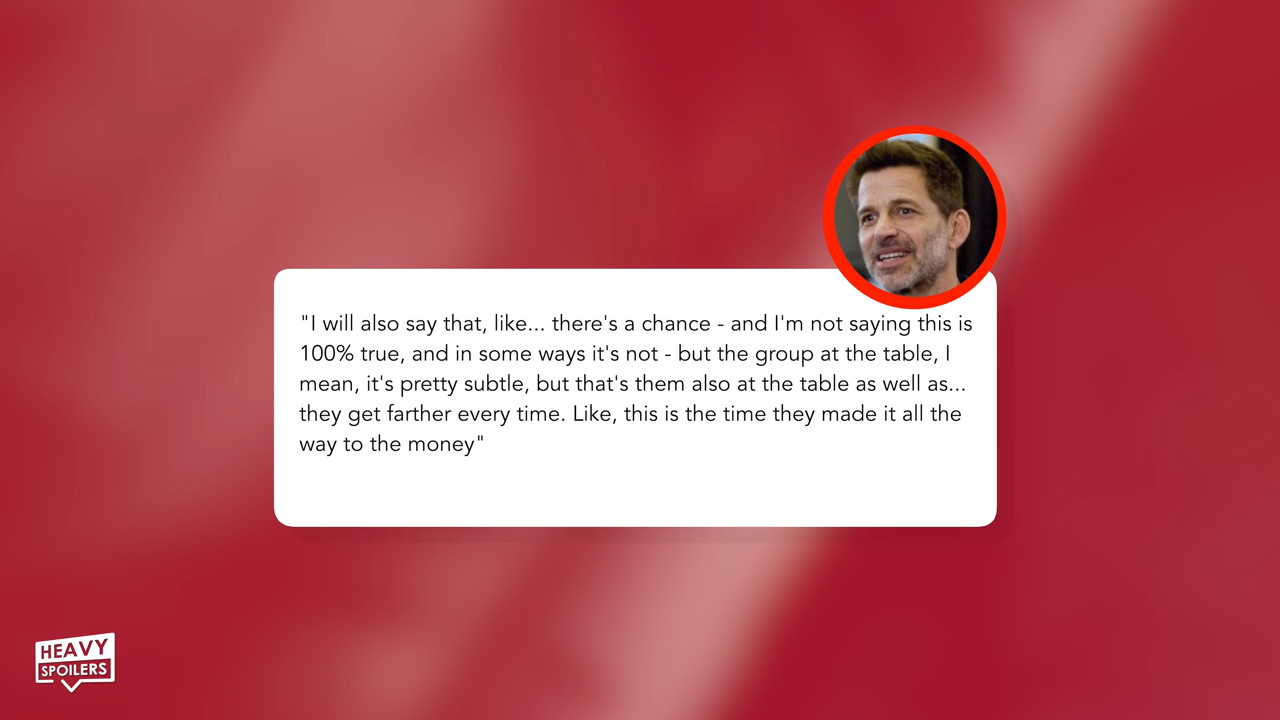 "I will also say that, like... there's a chance - and I'm not saying this is
100% true, and in some ways it's not - but the group at the table, I
mean, it's pretty subtle, but that's them also at the table as well as...
they get farther every time. Like, this is the time they made it all the
way to the money"
HEAVY
SPOILERS